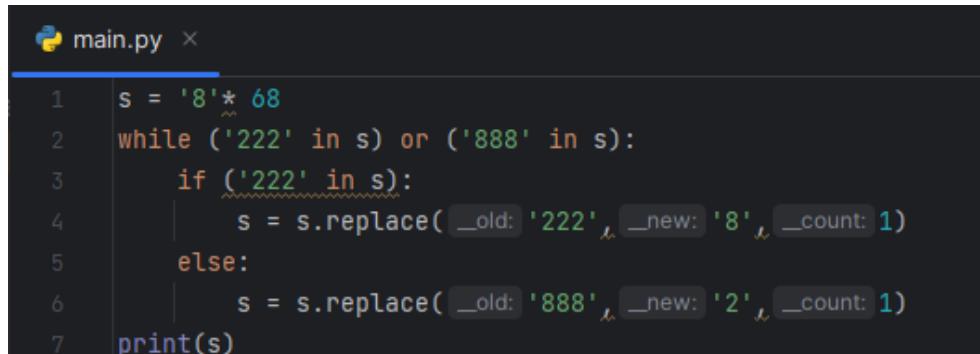 main.py ×
1 s = '8'* 68
2 while ('222' in s) or ('888' in s):
3 if ('222' in s):
4 s = s.replace( __old: '222', __new: '8', __count: 1)
5 else:
6 s = s.replace( __old: '888', __new: '2', __count: 1)
7 print(s)